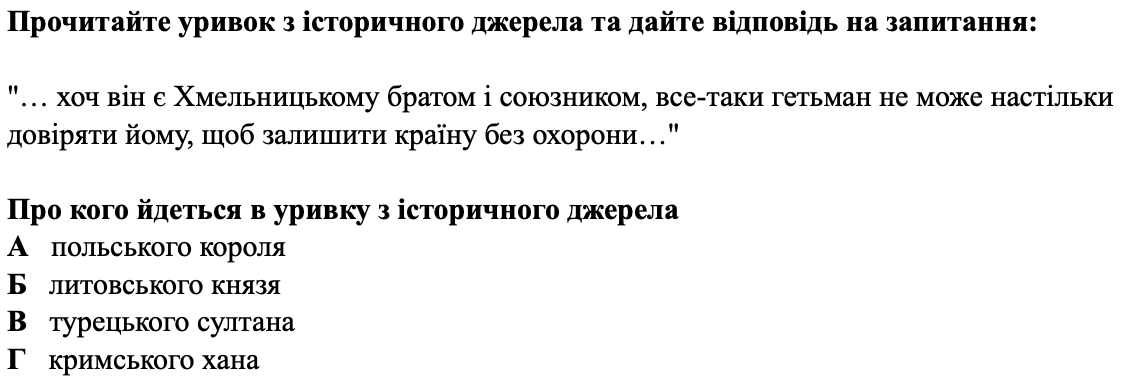 Прочитайте уривок з історичного джерела та дайте відповідь на запитання:
"… хоч він є Хмельницькому братом і союзником, все-таки гетьман не може настільки
довіряти йому, щоб залишити країну без охорони…"
Про кого йдеться в уривку з історичного джерела
А польського короля
Б литовського князя
В турецького султана
Г кримського хана